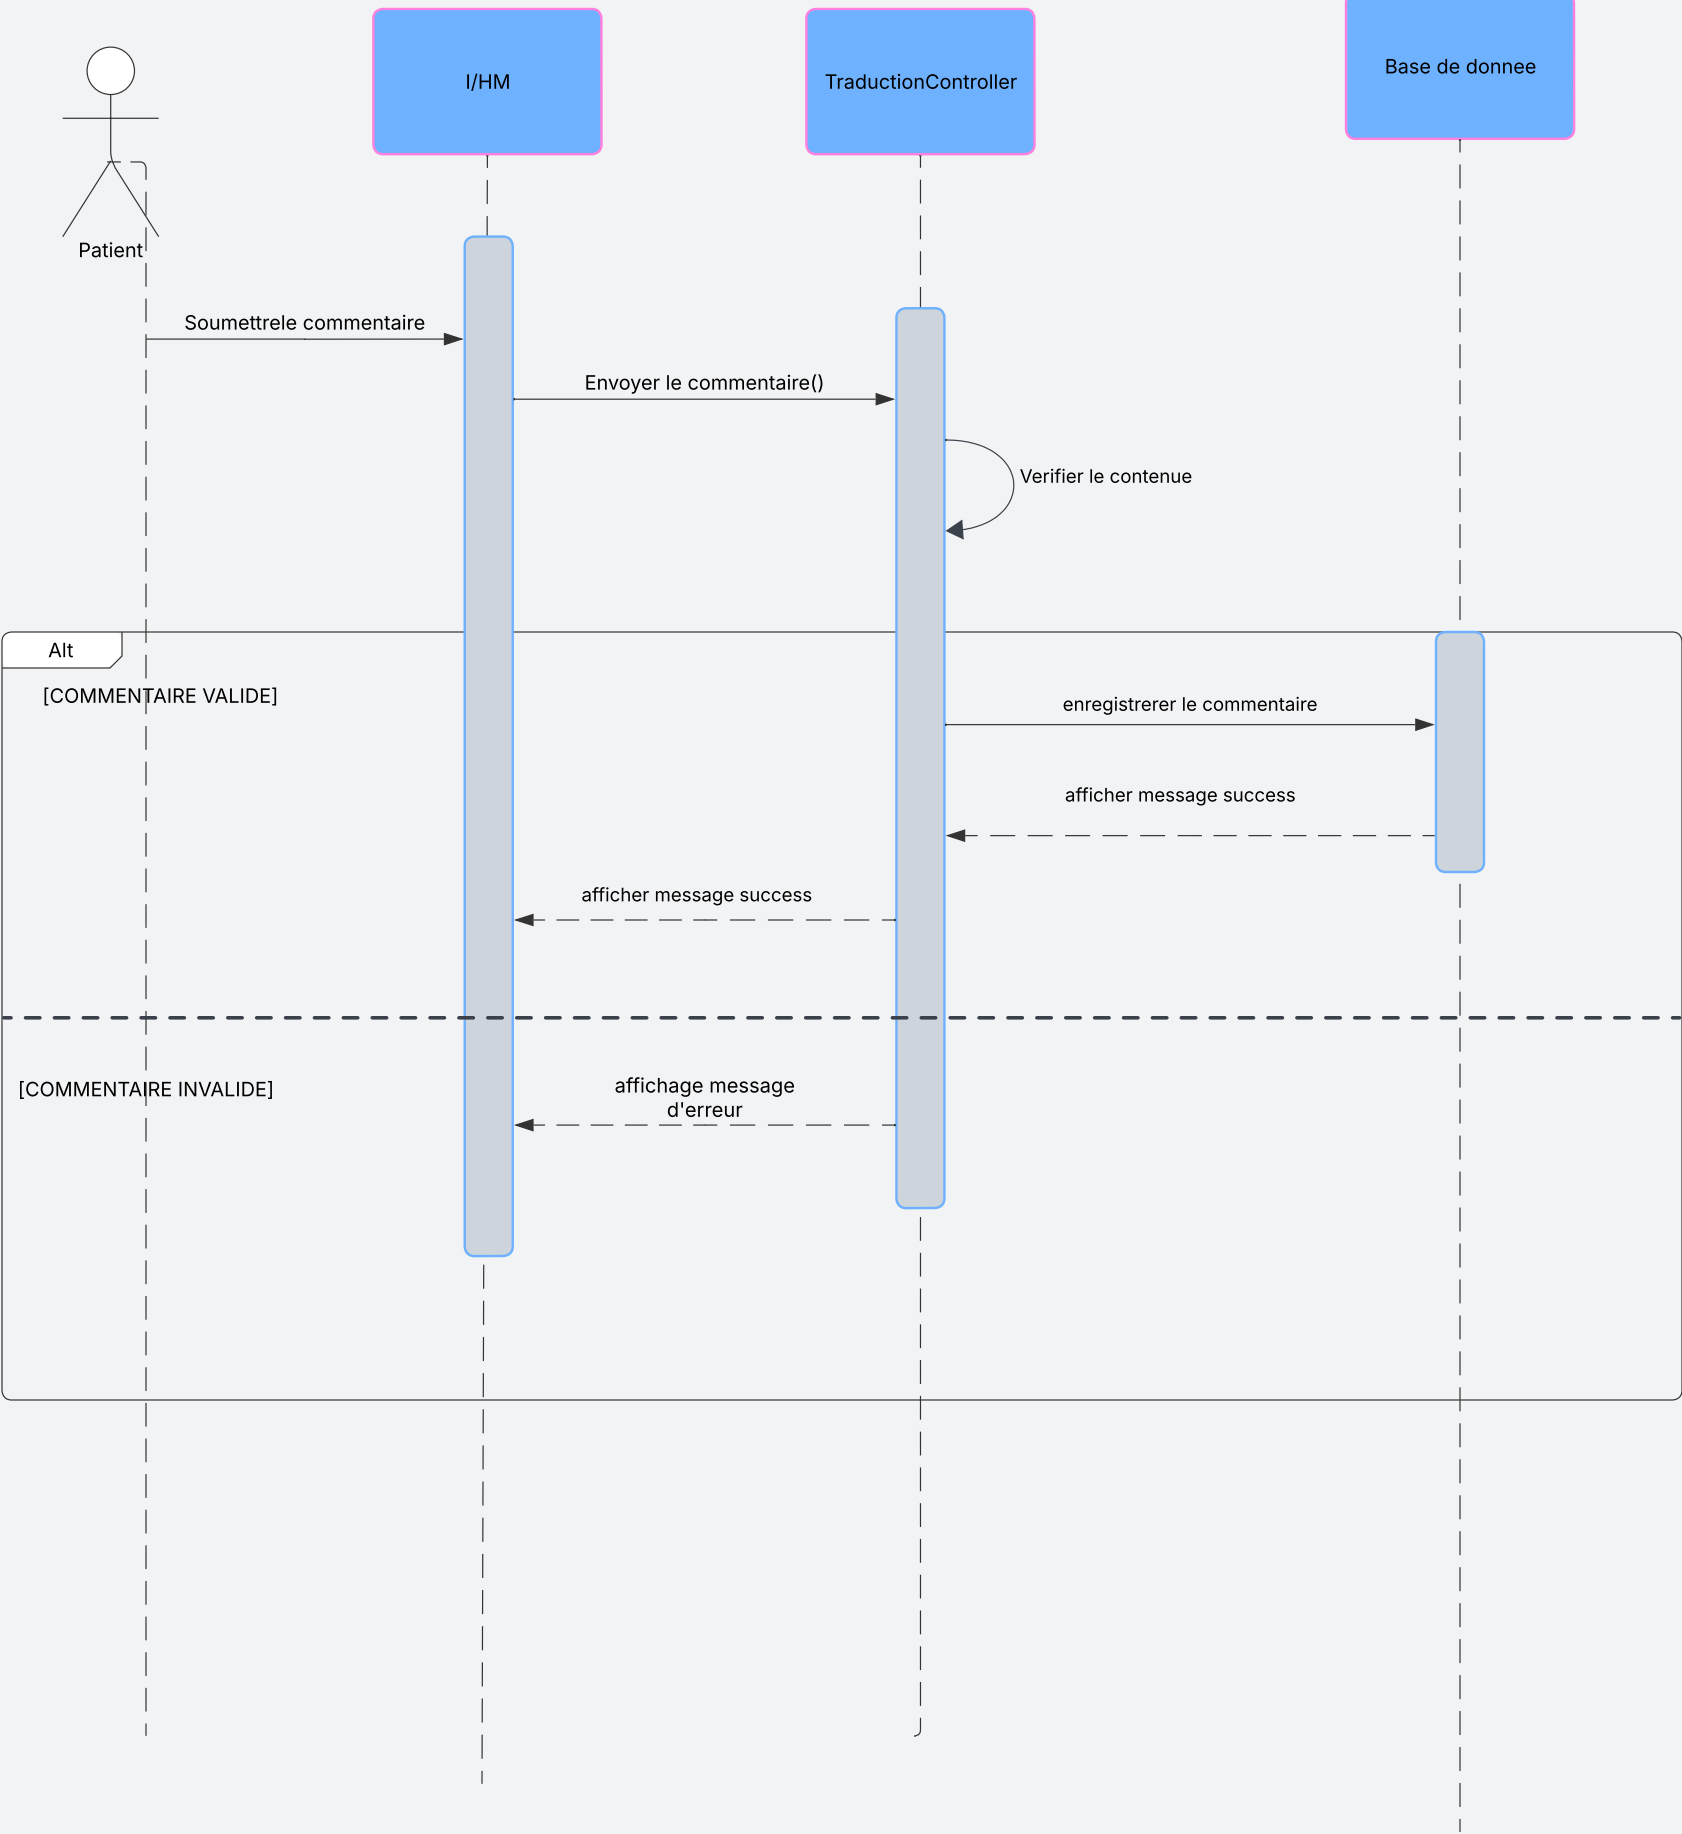 I/HM
TraductionController
Base de donnee
Patient
Soumettrele commentaire
Envoyer le commentaire()
Verifier le contenue
Alt
[COMMENTAIRE VALIDE]
enregistrerer le commentaire
afficher message success
afficher message success
[COMMENTAIRE INVALIDE]
affichage message
d'erreur